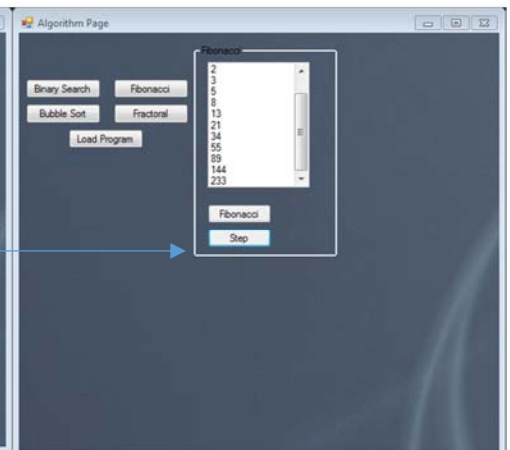 Algorithm Page
Fibonacci
Binary Search Fibonacci
Bubble Sort Fractoral
Load Program
2
3
5
8
13
21
34
55
89
144
233
Fibonacci
Step